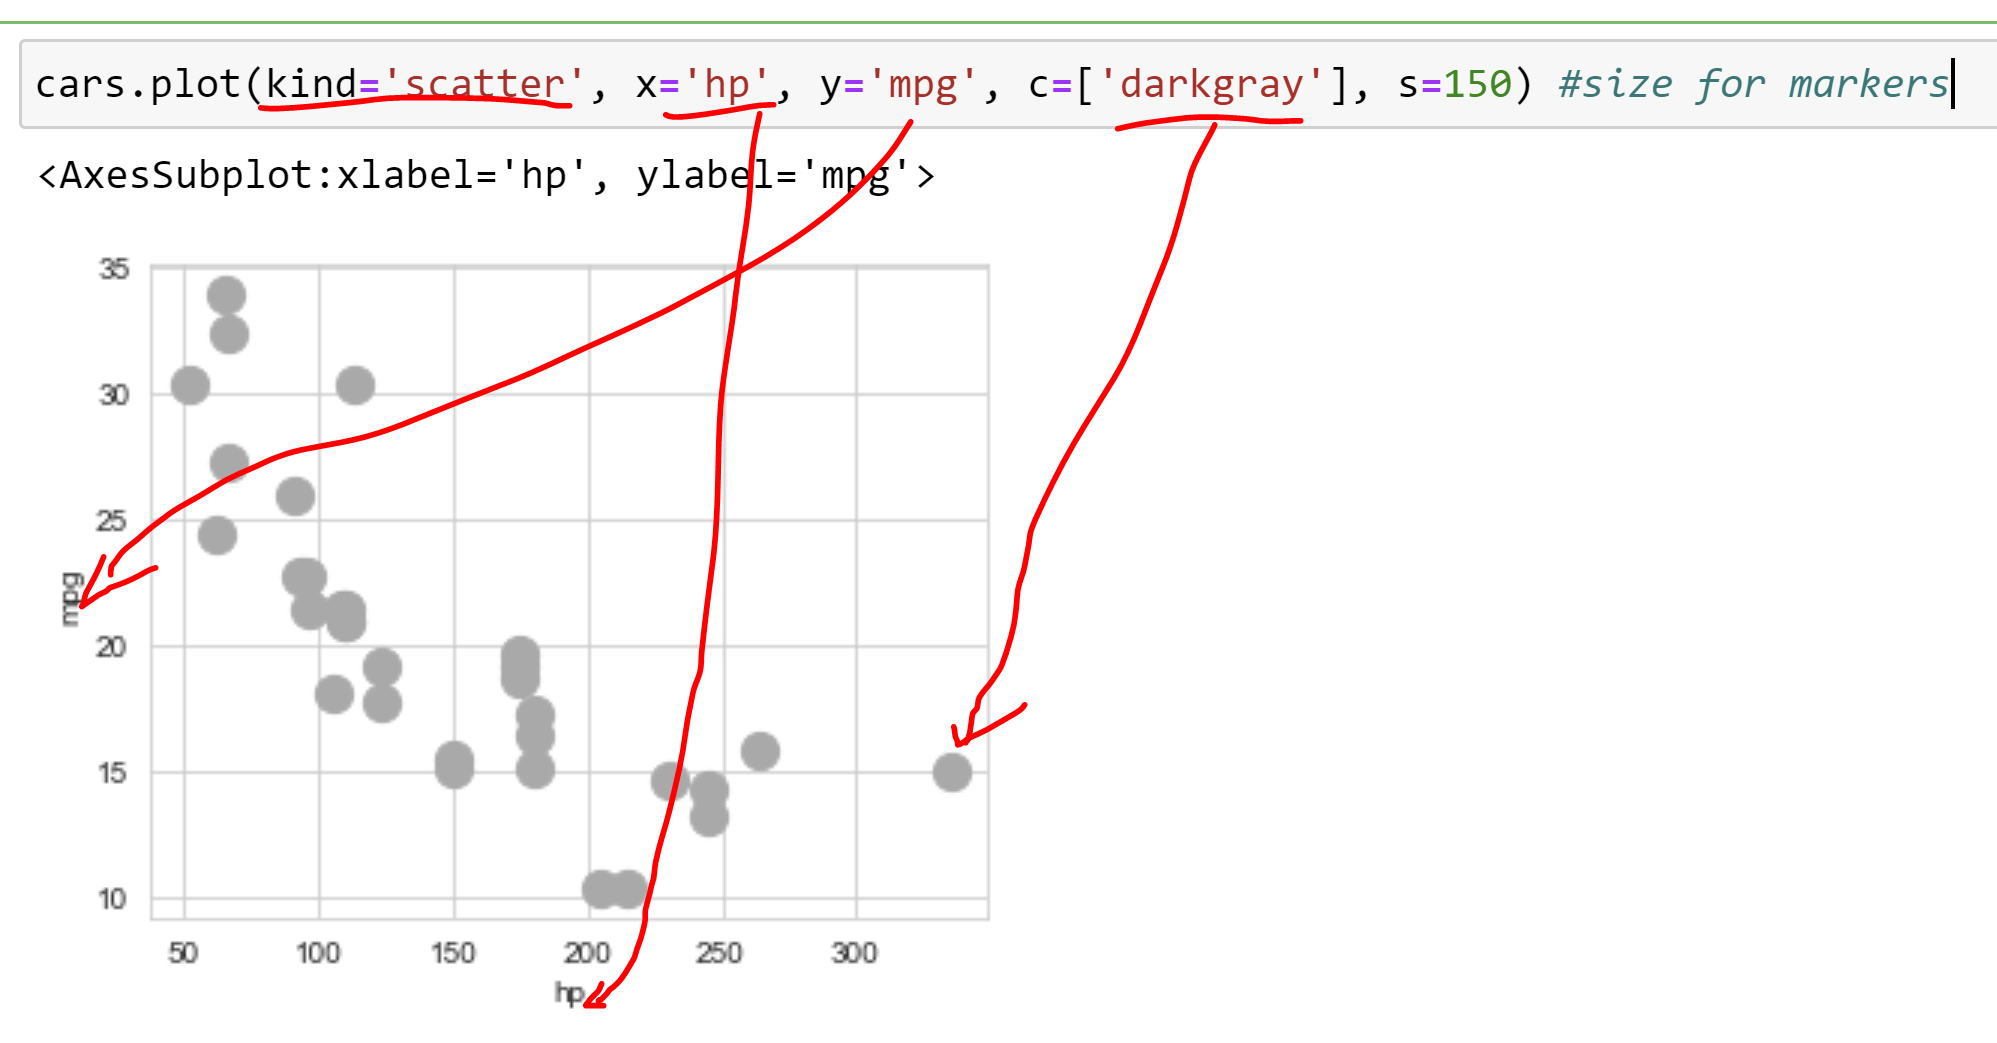 cars.plot(kind='scatter', x='hp', y='mpg', c=['darkgray'], s=150) #size for markers
<AxesSubplot:xlabel='hp', ylabel='mpg'>
35
30
25
20
15
10
mpg
50 100 150 200 250 300
hp